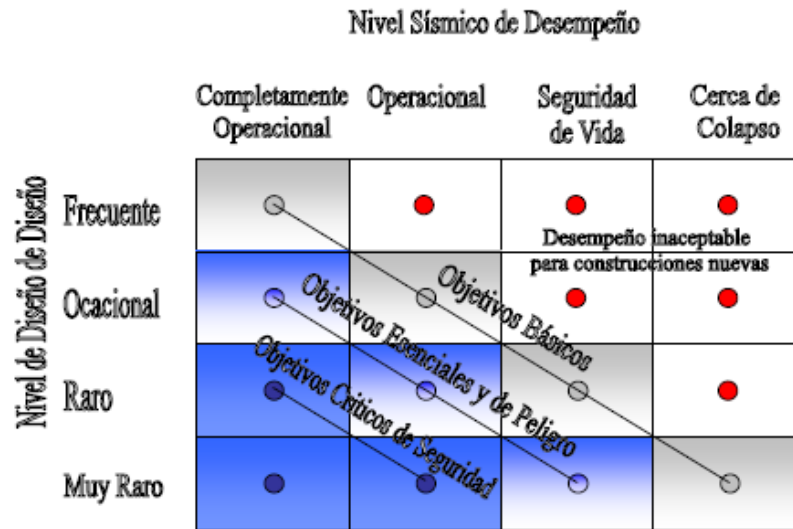 Nivel Sísmico de Desempeño
Completamente
Operacional
Operacional
Seguridad
de Vida
Cerca de
Colapso
Nivel de Diseño de Diseño
Frecuente
Desempeño inaceptable
para construcciones nuevas
Ocacional
Objetivos Básicos
Objetivos Esenciales y de Peligro
Objetivos Críticos de Seguridad
Raro
Muy Raro